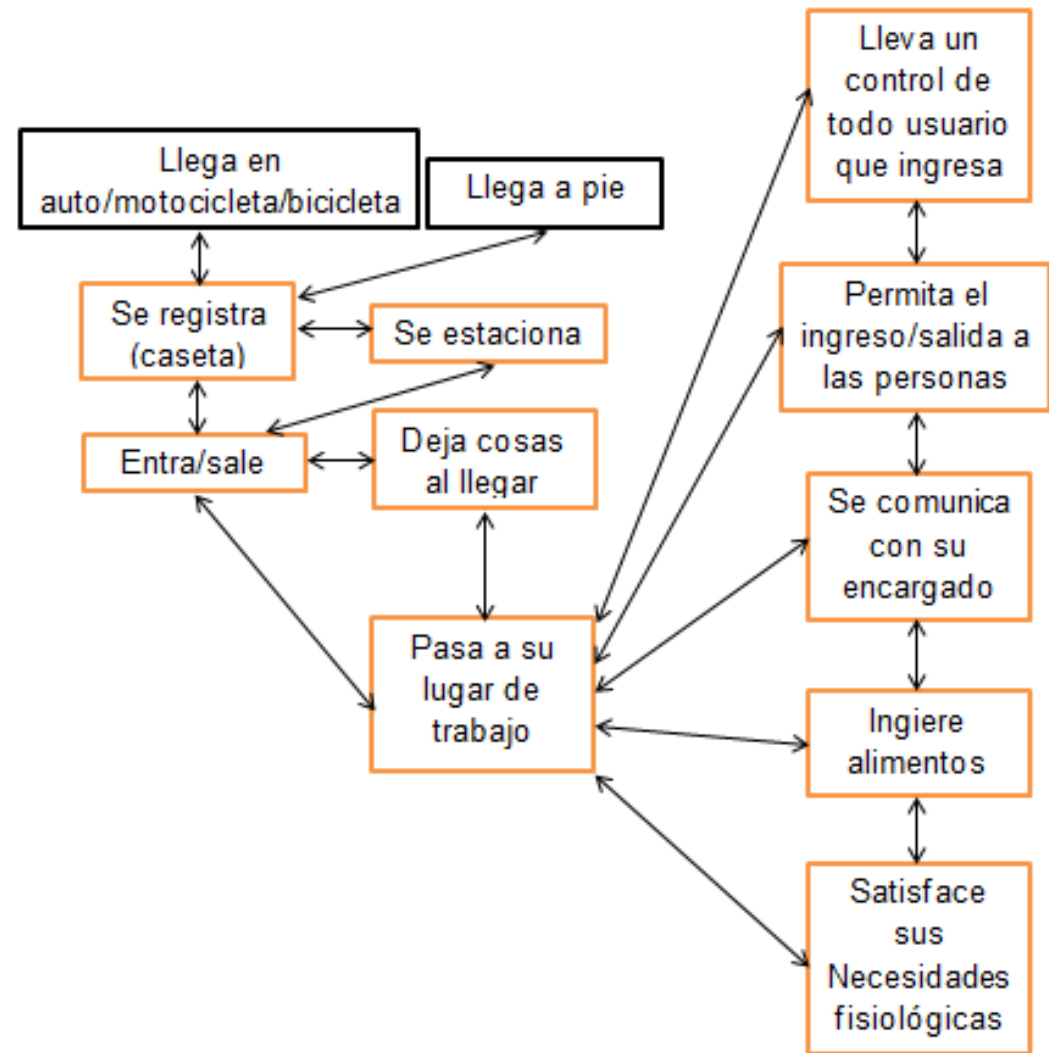 Llega en
auto/motocicleta/bicicleta
Llega a pie
Se registra
(caseta)
Se estaciona
Entra/sale
Deja cosas
al llegar
Pasa a su
lugar de
trabajo
Lleva un
control de
todo usuario
que ingresa
Permita el
ingreso/salida a
las personas
Se comunica
con su
encargado
Ingiere
alimentos
Satisface
sus
Necesidades
fisiológicas